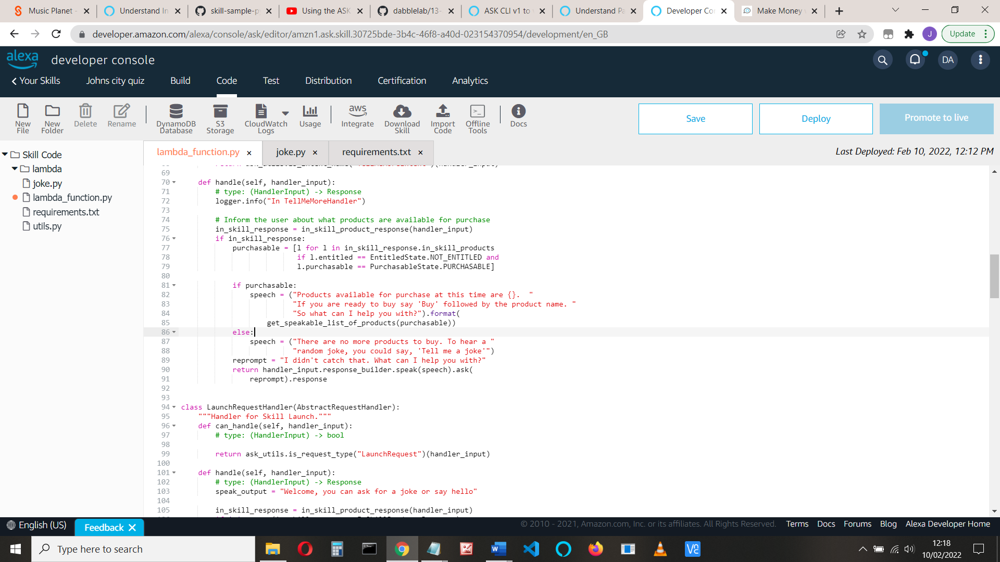 Music Planet -
Understand In
skill-sample-p
Using the ASK
dabblelab/13-
ASK CLI v1 to
Understand Pa
Developer Co
Make Money
developer.amazon.com/alexa/console/ask/editor/amzn1.ask.skill.30725bde-3b4c-46f8-a40d-023154370954/development/en_GB
J
Update
alexa developer console
DA
Your Skills
Johns city quiz
Build
Code
Test
Distribution
Certification
Analytics
New File
New Folder
Delete
Rename
DynamoDB Database
S3 Storage
CloudWatch Logs
Usage
aws
Integrate
Download Skill
Import Code
Offline Tools
Docs
Save
Deploy
Promote to live
Skill Code
lambda
joke.py
lambda_function.py
requirements.txt
utils.py
lambda_function.py ×
joke.py ×
requirements.txt ×
Last Deployed: Feb 10, 2022, 12:12 PM
69
70 def handle(self, handler_input):
71 # type: (HandlerInput) -> Response
72 logger.info("In TellMeMoreHandler")
73
74 # Inform the user about what products are available for purchase
75 in_skill_response = in_skill_product_response(handler_input)
76 if in_skill_response:
77 purchasable = [l for l in in_skill_response.in_skill_products
78 if l.entitled == EntitledState.NOT_ENTITLED and
79 l.purchasable == PurchasableState.PURCHASABLE]
80
81 if purchasable:
82 speech = ("Products available for purchase at this time are {}.  "
83 "If you are ready to buy say 'Buy' followed by the product name. "
84 "So what can I help you with?").format(
85 get_speakable_list_of_products(purchasable))
86 else:
87 speech = ("There are no more products to buy. To hear a "
88 "random joke, you could say, 'Tell me a joke'")
89 reprompt = "I didn't catch that. What can I help you with?"
90 return handler_input.response_builder.speak(speech).ask(
91 reprompt).response
92
93
94 class LaunchRequestHandler(AbstractRequestHandler):
95 """Handler for Skill Launch."""
96 def can_handle(self, handler_input):
97 # type: (HandlerInput) -> bool
98
99 return ask_utils.is_request_type("LaunchRequest")(handler_input)
100
101 def handle(self, handler_input):
102 # type: (HandlerInput) -> Response
103 speak_output = "Welcome, you can ask for a joke or say hello"
104
105 in_skill_response = in_skill_product_response(handler_input)
English (US)
Feedback
© 2010 - 2021, Amazon.com, Inc. or its affiliates. All Rights Reserved.
Terms
Docs
Forums
Blog
Alexa Developer Home
Type here to search
12:18
10/02/2022